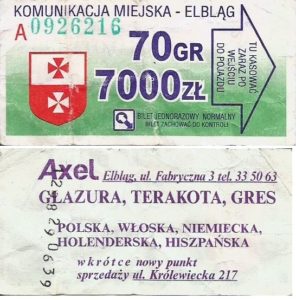 KOMUNIKACJA MIEJSKA - ELBLĄG
A 0926216
70GR
7000ZŁ
TU KASOWAĆ
ZARAZ PO
WEJŚCIU
DO POJAZDU
BILET JEDNORAZOWY NORMALNY
BILET ZACHOWAĆ DO KONTROLI
Axel Elbląg, ul. Fabryczna 3 tel. 33 50 63
GLAZURA, TERAKOTA, GRES
POLSKA, WŁOSKA, NIEMIECKA,
HOLENDERSKA, HISZPAŃSKA
wkrótce nowy punkt
sprzedaży ul. Królewiecka 217